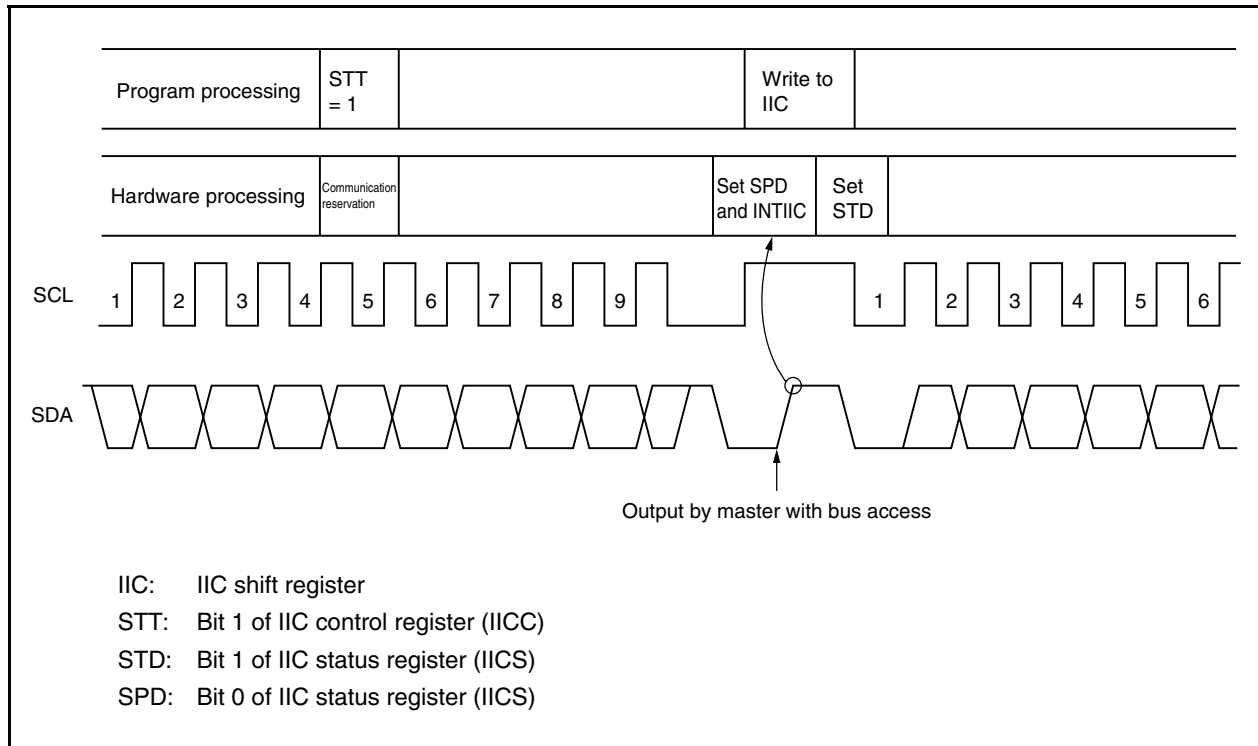 Program processing
STT
= 1
Write to
IIC
Hardware processing
Communication
reservation
Set SPD
and INTIIC
Set
STD
SCL
1 2 3 4 5 6 7 8 9 1 2 3 4 5 6
SDA
Output by master with bus access
IIC: IIC shift register
STT: Bit 1 of IIC control register (IICC)
STD: Bit 1 of IIC status register (IICS)
SPD: Bit 0 of IIC status register (IICS)